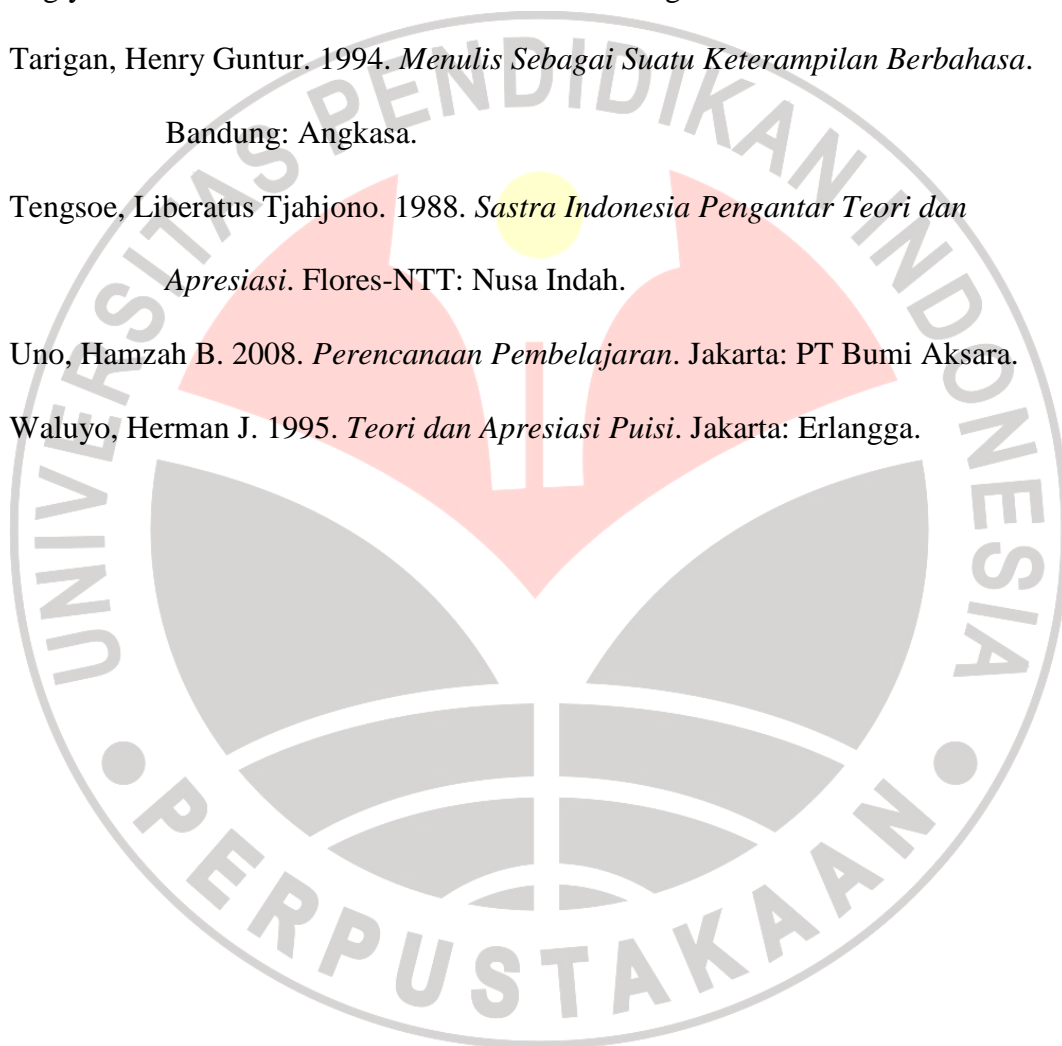 Tarigan, Henry Guntur. 1994. Menulis Sebagai Suatu Keterampilan Berbahasa.
Bandung: Angkasa.
Tengsoe, Liberatus Tjahjono. 1988. Sastra Indonesia Pengantar Teori dan
Apresiasi. Flores-NTT: Nusa Indah.
Uno, Hamzah B. 2008. Perencanaan Pembelajaran. Jakarta: PT Bumi Aksara.
Waluyo, Herman J. 1995. Teori dan Apresiasi Puisi. Jakarta: Erlangga.
UNIVERSITAS PENDIDIKAN INDONESIA
PERPUSTAKAAN